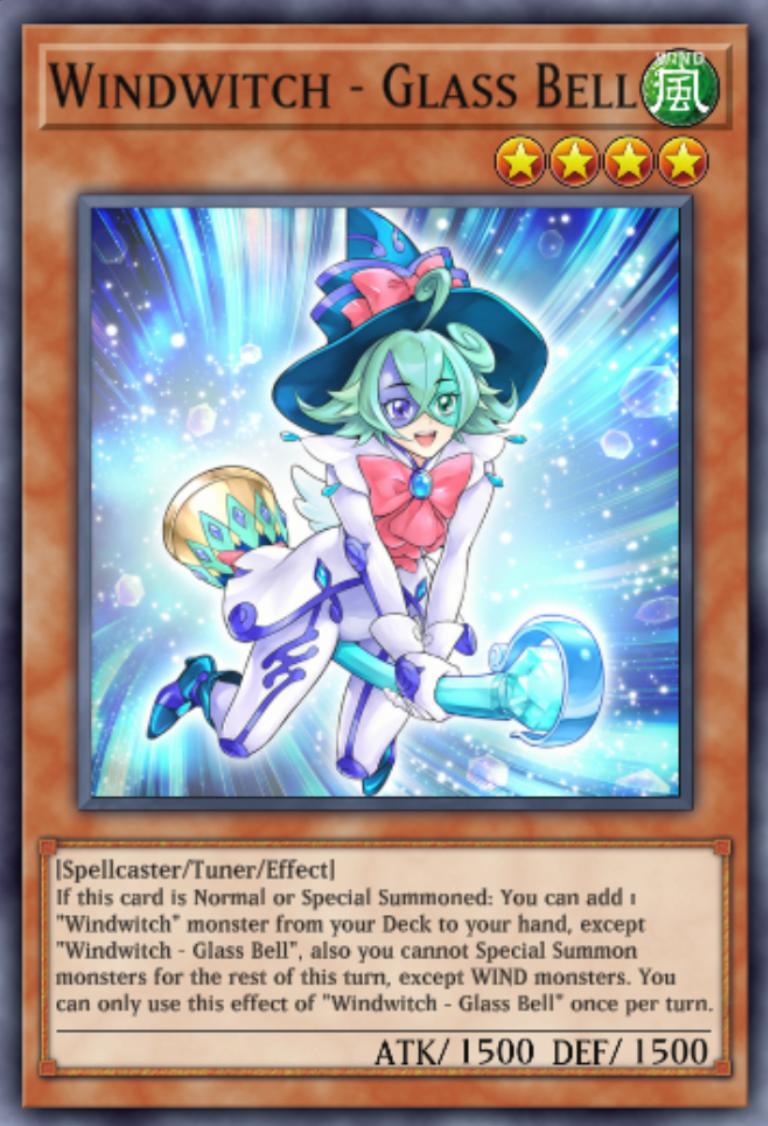 Windwitch - Glass Bell
WIND
風
[Spellcaster/Tuner/Effect]
If this card is Normal or Special Summoned: You can add 1
"Windwitch" monster from your Deck to your hand, except
"Windwitch - Glass Bell", also you cannot Special Summon
monsters for the rest of this turn, except WIND monsters. You
can only use this effect of "Windwitch - Glass Bell" once per turn.
ATK/ 1500 DEF/ 1500